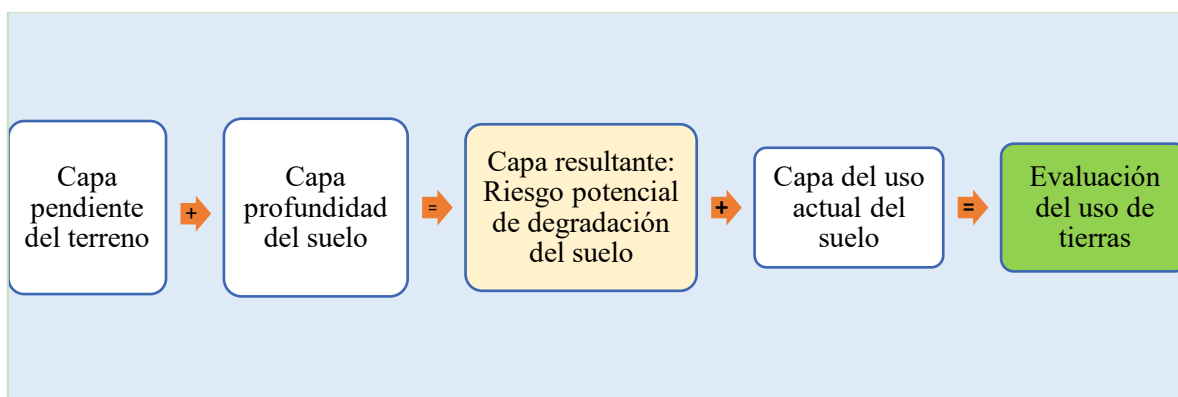 Capa
pendiente
del terreno
+
Capa
profundidad
del suelo
=
Capa resultante:
Riesgo potencial
de degradación
del suelo
+
Capa del uso
actual del
suelo
=
Evaluación
del uso de
tierras